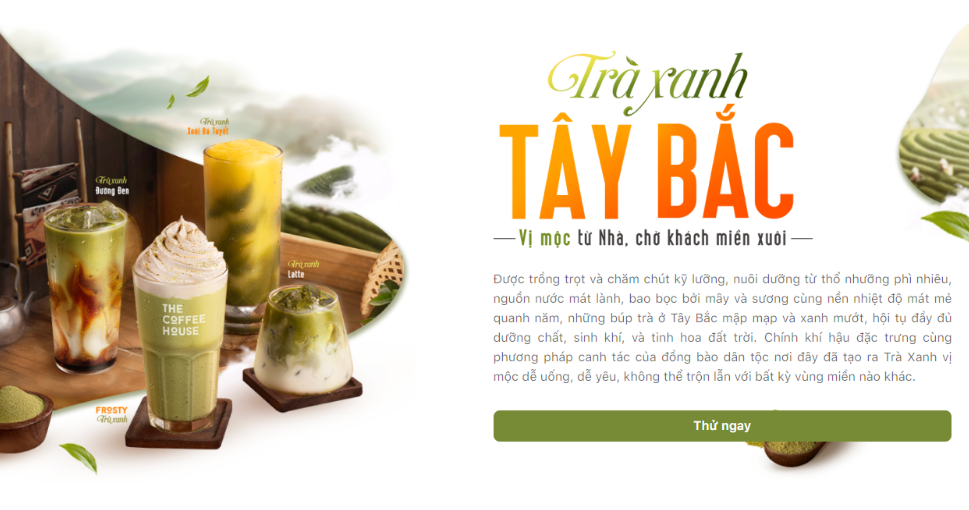 Trà xanh
Xoài Đá Tuyết
Trà xanh
Đường Đen
Trà xanh
Latte
THE
COFFEE
HOUSE
FROSTY
Trà xanh
Trà xanh
TÂY BẮC
Vị mộc từ Nhà, chờ khách miền xuôi
Được trồng trọt và chăm chút kỹ lưỡng, nuôi dưỡng từ thổ nhưỡng phì nhiêu,
nguồn nước mát lành, bao bọc bởi mây và sương cùng nền nhiệt độ mát mẻ
quanh năm, những búp trà ở Tây Bắc mập mạp và xanh mướt, hội tụ đầy đủ
dưỡng chất, sinh khí, và tinh hoa đất trời. Chính khí hậu đặc trưng cùng
phương pháp canh tác của đồng bào dân tộc nơi đây đã tạo ra Trà Xanh vị
mộc dễ uống, dễ yêu, không thể trộn lẫn với bất kỳ vùng miền nào khác.
Thử ngay